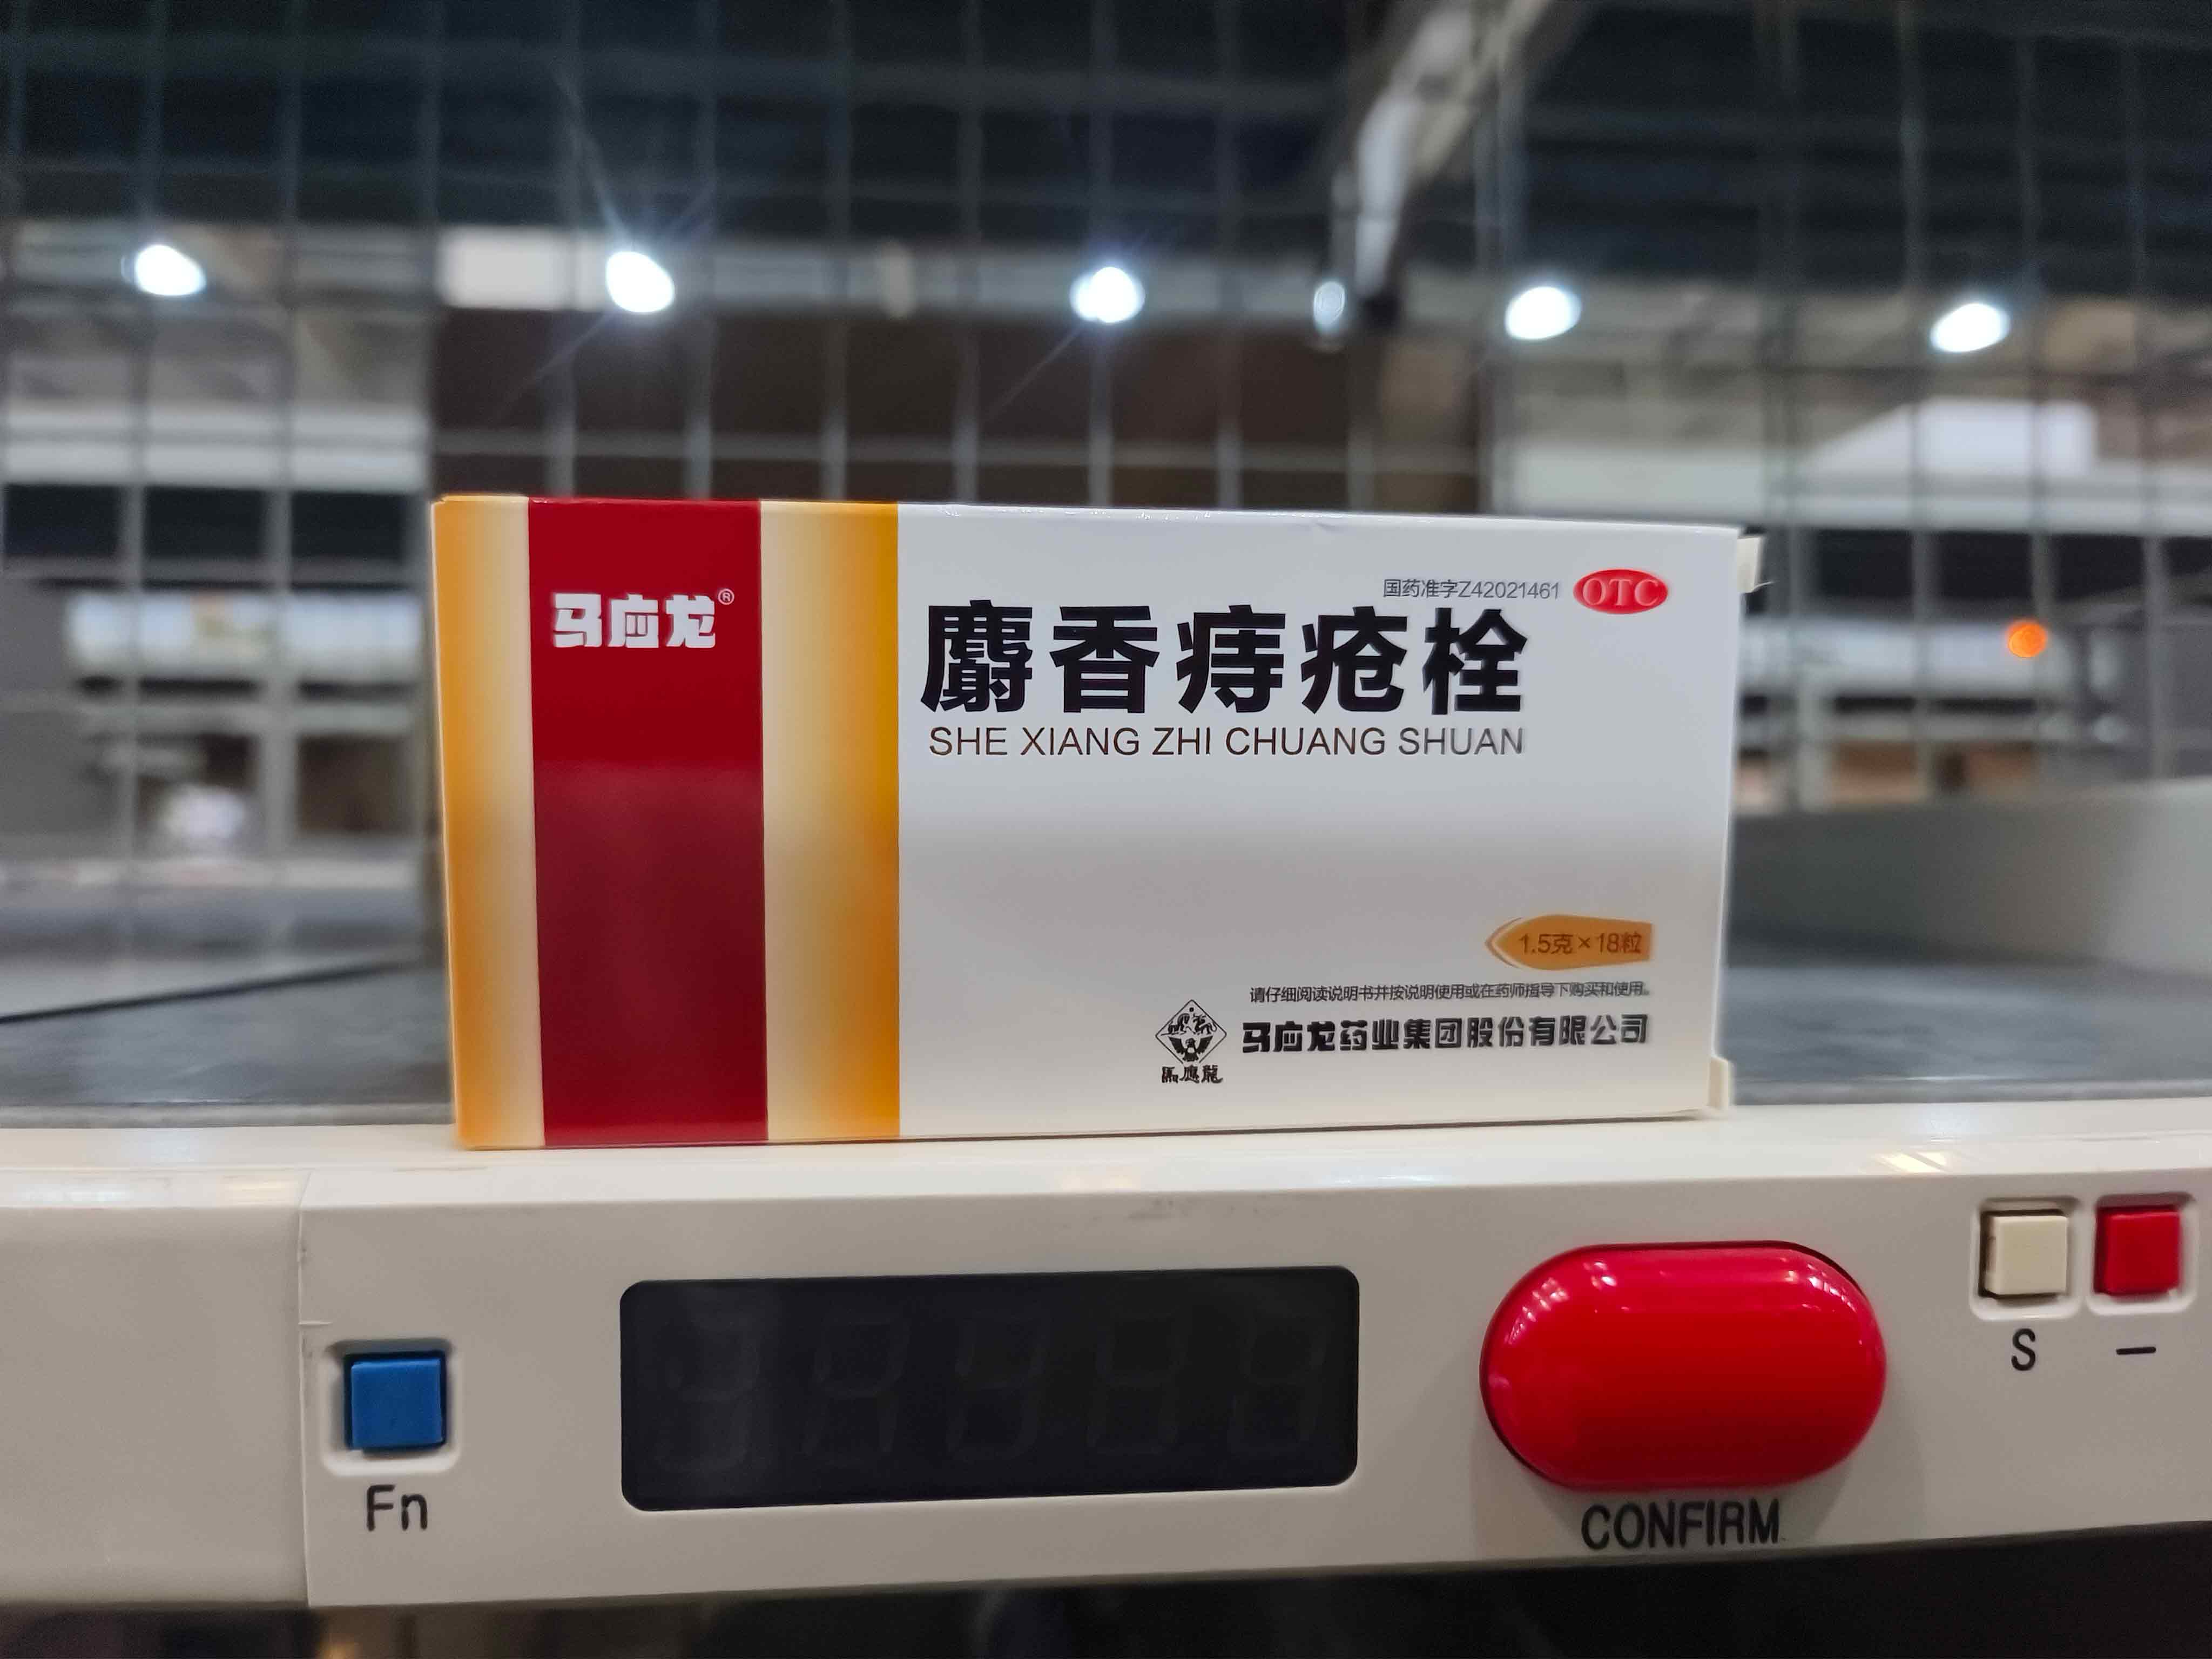 马应龙®
国药准字Z42021461 OTC
麝香痔疮栓
SHE XIANG ZHI CHUANG SHUAN
1.5克×18粒
请仔细阅读说明书并按说明使用或在药师指导下购买和使用。
马应龙药业集团股份有限公司
馬應龍
S
—
Fn
CONFIRM